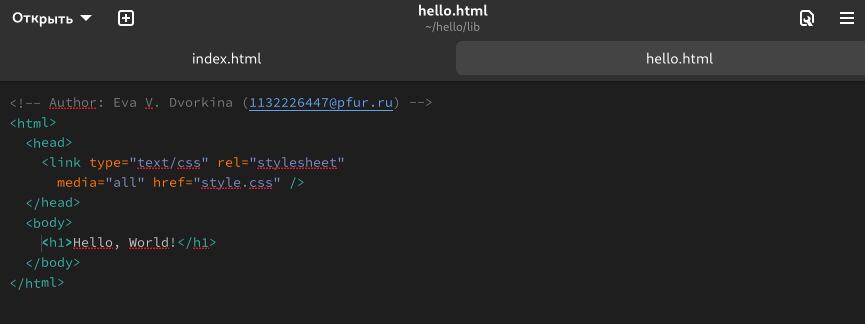 Открыть
hello.html
~/hello/lib
index.html
hello.html
<!-- Author: Eva V. Dvorkina (1132226447@pfur.ru) -->
<html>
  <head>
    <link type="text/css" rel="stylesheet"
      media="all" href="style.css" />
  </head>
  <body>
    <h1>Hello, World!</h1>
  </body>
</html>